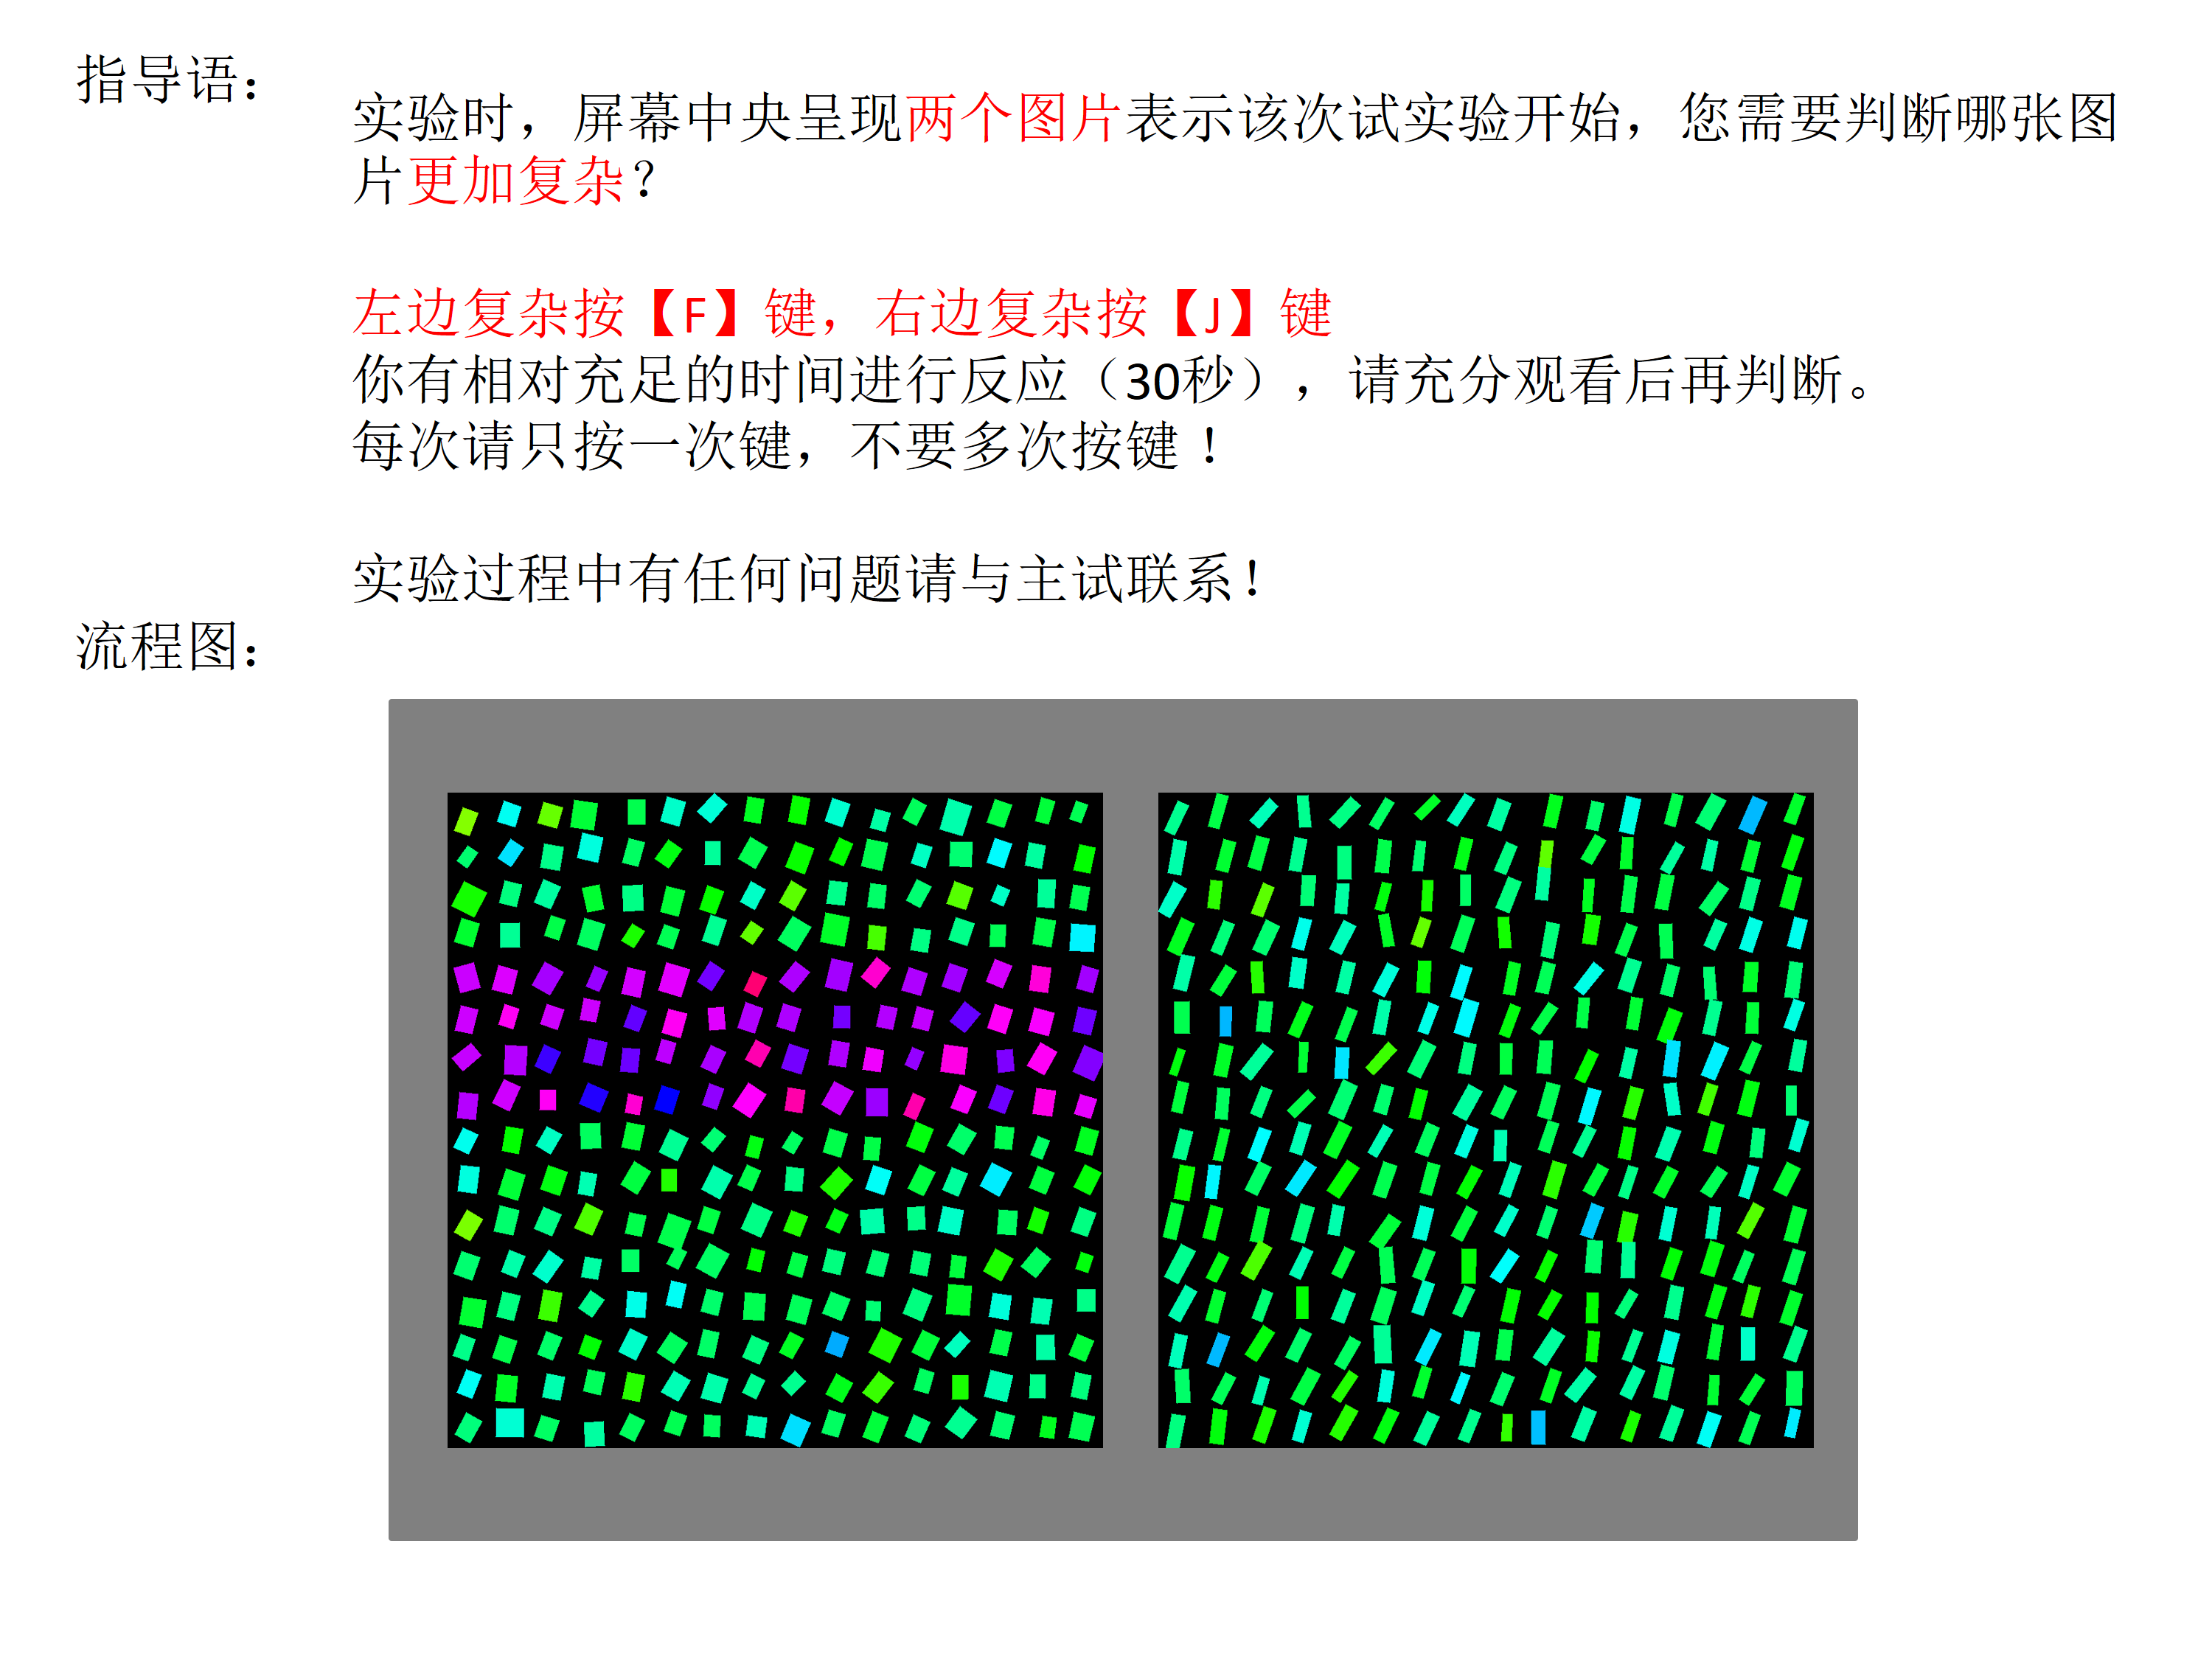 指导语：
实验时，屏幕中央呈现两个图片表示该次试实验开始，您需要判断哪张图
片更加复杂？
左边复杂按【F】键，右边复杂按【J】键
你有相对充足的时间进行反应（30秒），请充分观看后再判断。
每次请只按一次键，不要多次按键！
实验过程中有任何问题请与主试联系！
流程图：